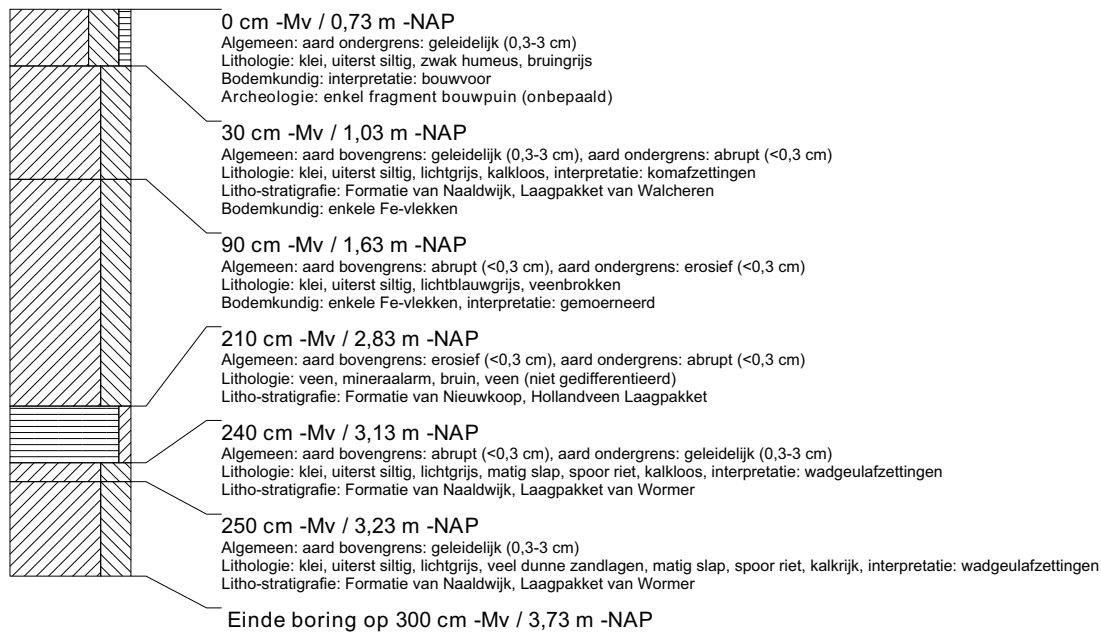 0 cm -Mv / 0,73 m -NAP
Algemeen: aard ondergrens: geleidelijk (0,3-3 cm)
Lithologie: klei, uiterst siltig, zwak humeus, bruingrijs
Bodemkundig: interpretatie: bouwvoor
Archeologie: enkel fragment bouwpuin (onbepaald)
30 cm -Mv / 1,03 m -NAP
Algemeen: aard bovengrens: geleidelijk (0,3-3 cm), aard ondergrens: abrupt (<0,3 cm)
Lithologie: klei, uiterst siltig, lichtgrijs, kalkloos, interpretatie: komafzettingen
Litho-stratigrafie: Formatie van Naaldwijk, Laagpakket van Walcheren
Bodemkundig: enkele Fe-vlekken
90 cm -Mv / 1,63 m -NAP
Algemeen: aard bovengrens: abrupt (<0,3 cm), aard ondergrens: erosief (<0,3 cm)
Lithologie: klei, uiterst siltig, lichtblauwgrijs, veenbrokken
Bodemkundig: enkele Fe-vlekken, interpretatie: gemoerneerd
210 cm -Mv / 2,83 m -NAP
Algemeen: aard bovengrens: erosief (<0,3 cm), aard ondergrens: abrupt (<0,3 cm)
Lithologie: veen, mineraalarm, bruin, veen (niet gedifferentieerd)
Litho-stratigrafie: Formatie van Nieuwkoop, Hollandveen Laagpakket
240 cm -Mv / 3,13 m -NAP
Algemeen: aard bovengrens: abrupt (<0,3 cm), aard ondergrens: geleidelijk (0,3-3 cm)
Lithologie: klei, uiterst siltig, lichtgrijs, matig slap, spoor riet, kalkloos, interpretatie: wadgeulafzettingen
Litho-stratigrafie: Formatie van Naaldwijk, Laagpakket van Wormer
250 cm -Mv / 3,23 m -NAP
Algemeen: aard bovengrens: geleidelijk (0,3-3 cm)
Lithologie: klei, uiterst siltig, lichtgrijs, veel dunne zandlagen, matig slap, spoor riet, kalkrijk, interpretatie: wadgeulafzettingen
Litho-stratigrafie: Formatie van Naaldwijk, Laagpakket van Wormer
Einde boring op 300 cm -Mv / 3,73 m -NAP